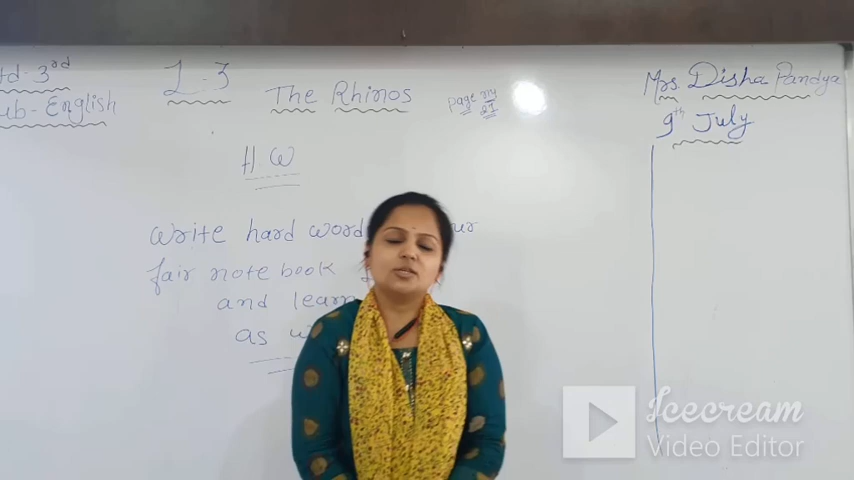 td-3rd
ub-English
L-3
The Rhinos
page no 21
Mrs. Disha Pandya
9th July
H.W
write hard word
ur
fair note book
and learn
as
Icecream
Video Editor